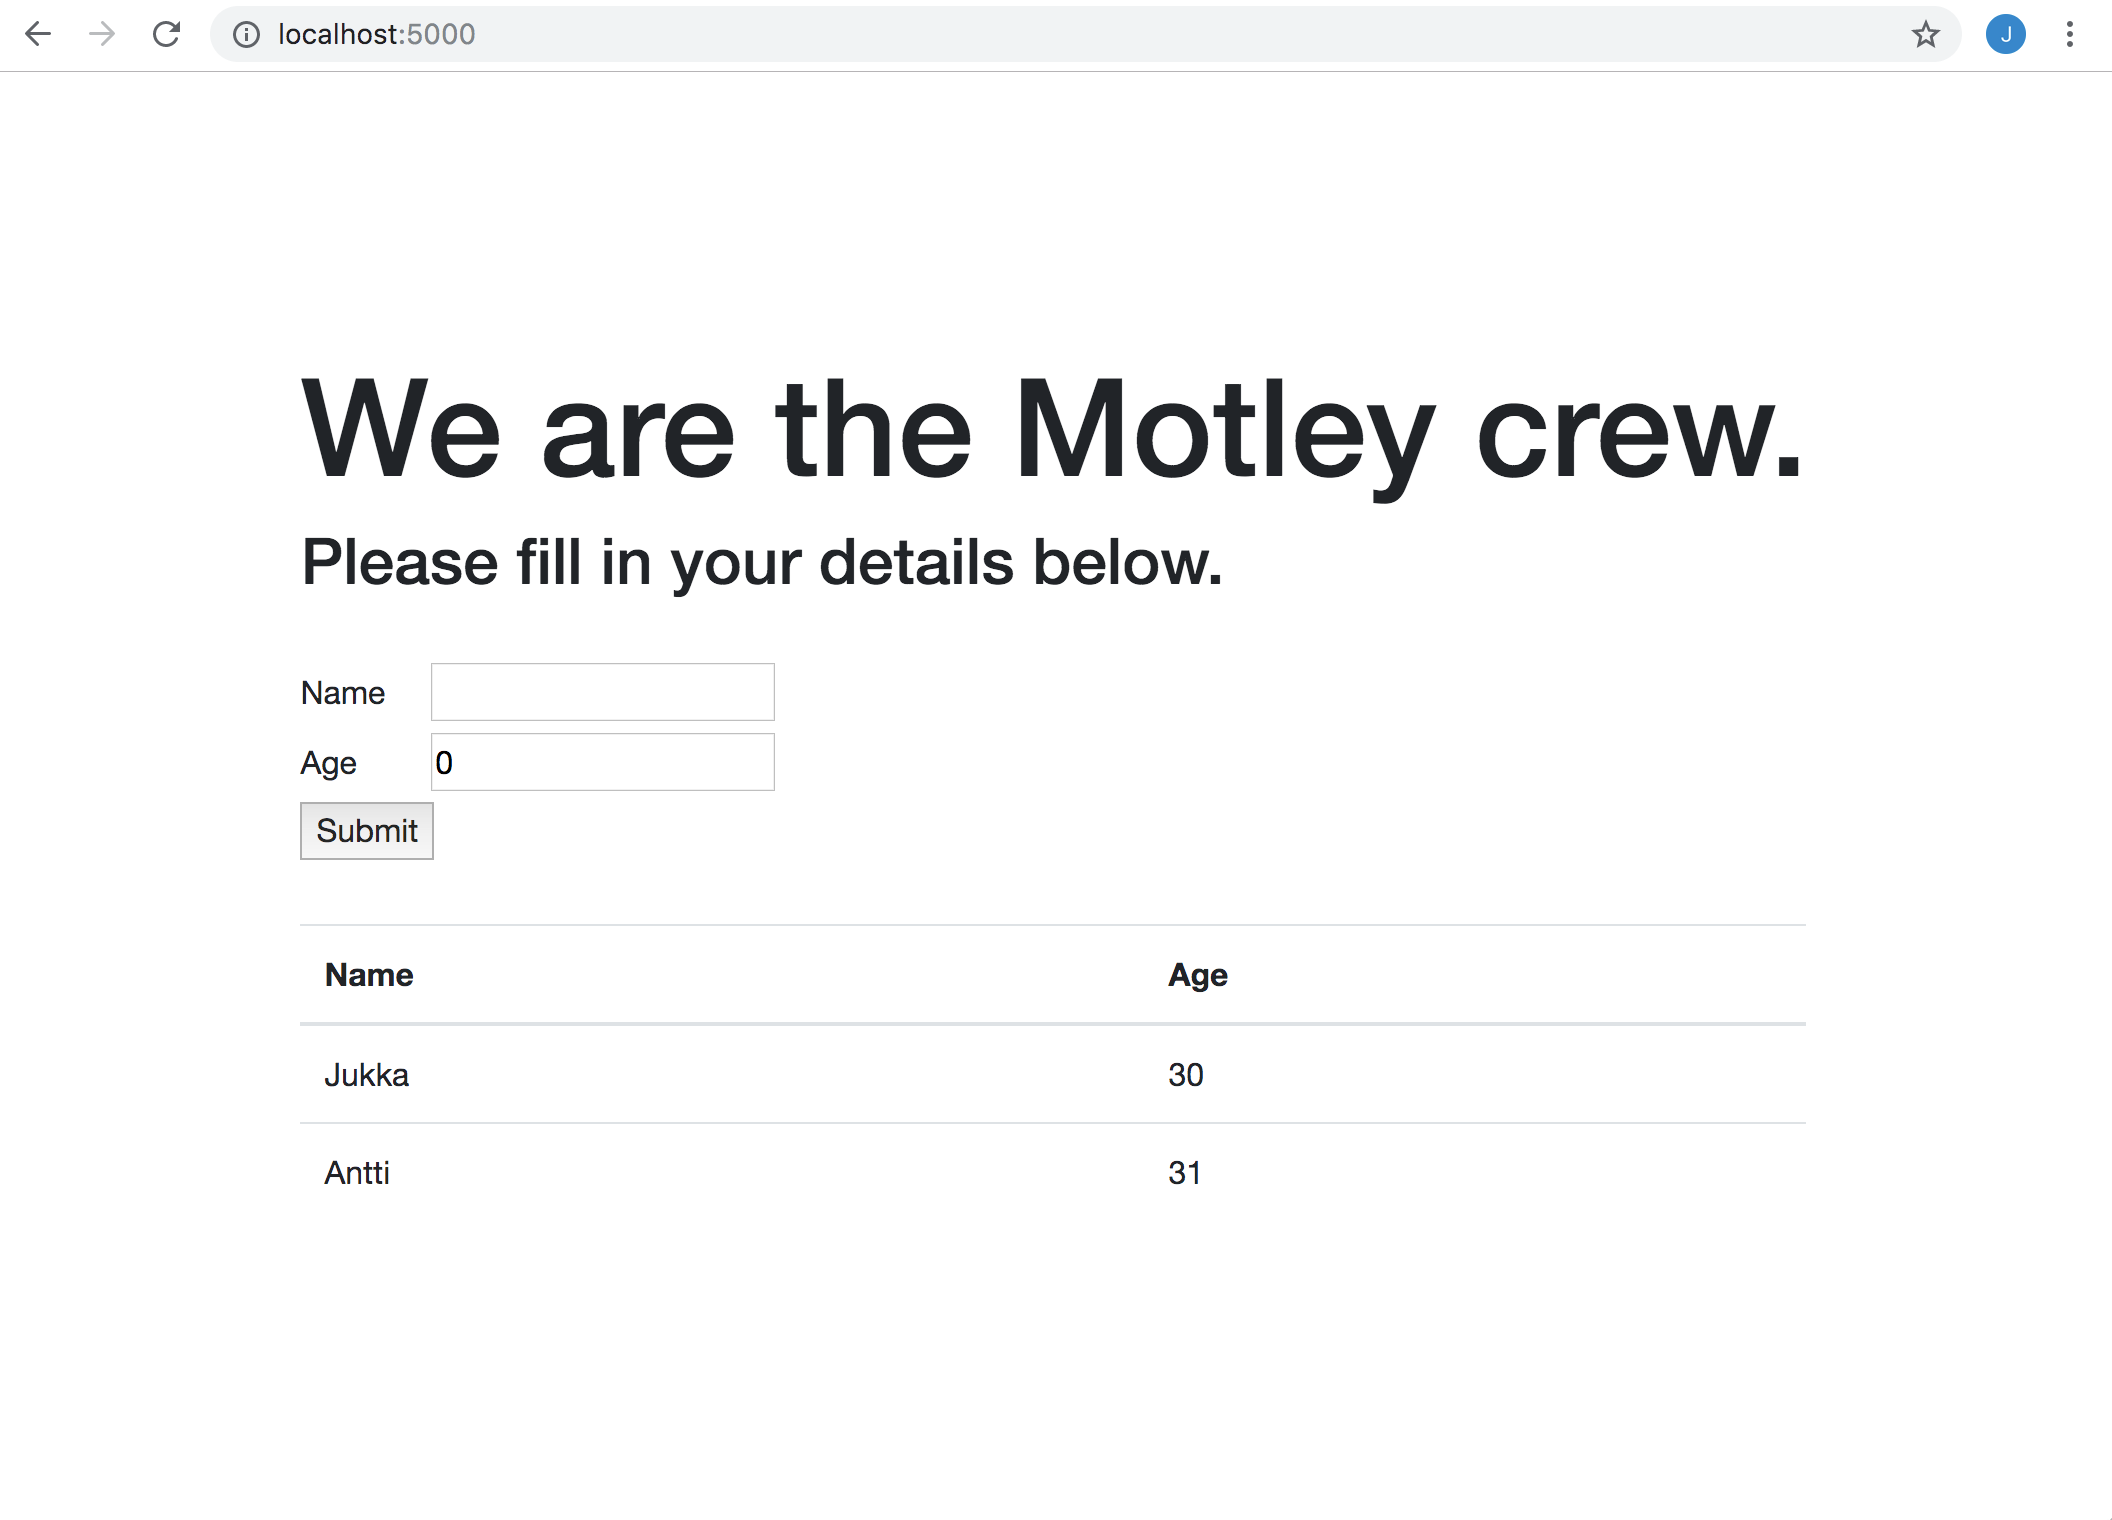 localhost:5000
J
We are the Motley crew.
Please fill in your details below.
Name
Age 0
Submit
Name Age
Jukka 30
Antti 31